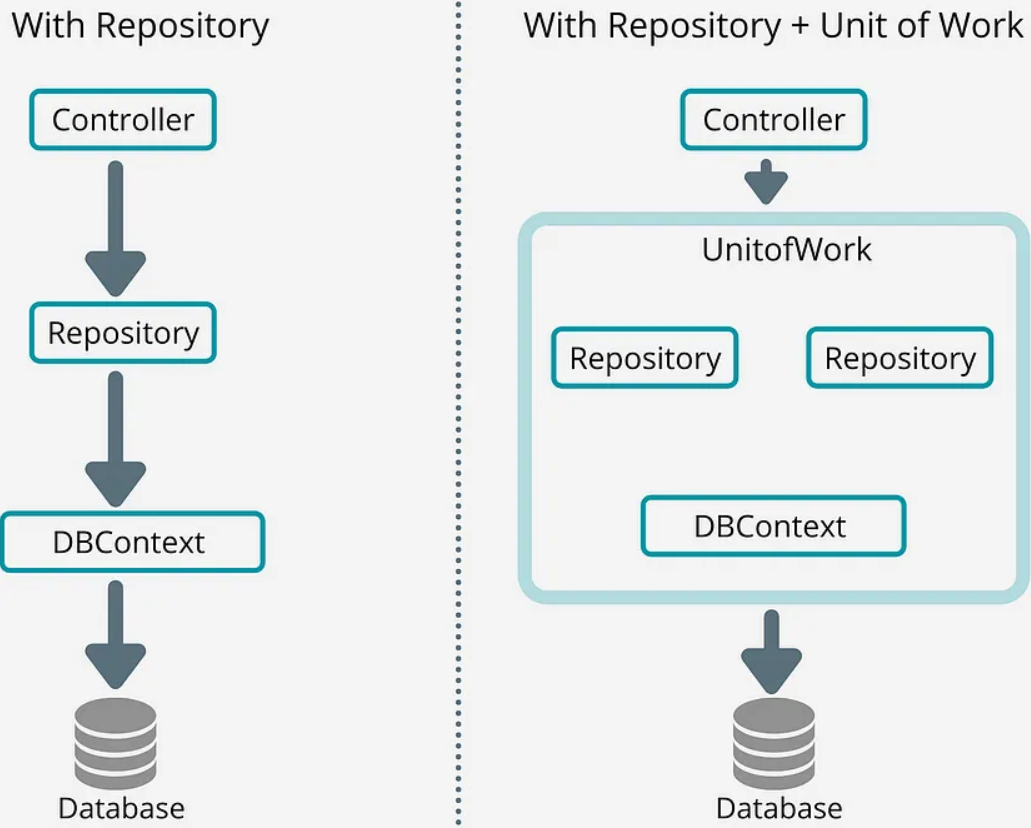 With Repository
Controller
Repository
DBContext
Database
With Repository + Unit of Work
Controller
UnitofWork
Repository
Repository
DBContext
Database